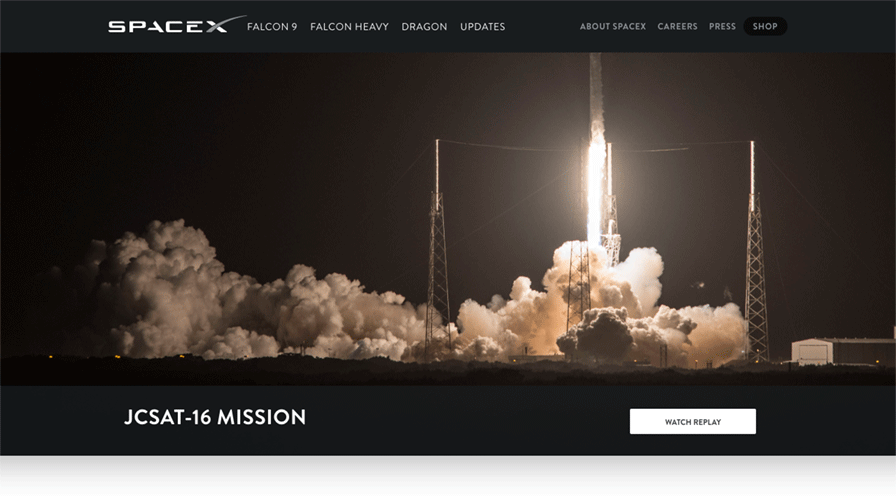 SPACEX FALCON 9 FALCON HEAVY DRAGON UPDATES ABOUT SPACEX CAREERS PRESS SHOP
JCSAT-16 MISSION WATCH REPLAY